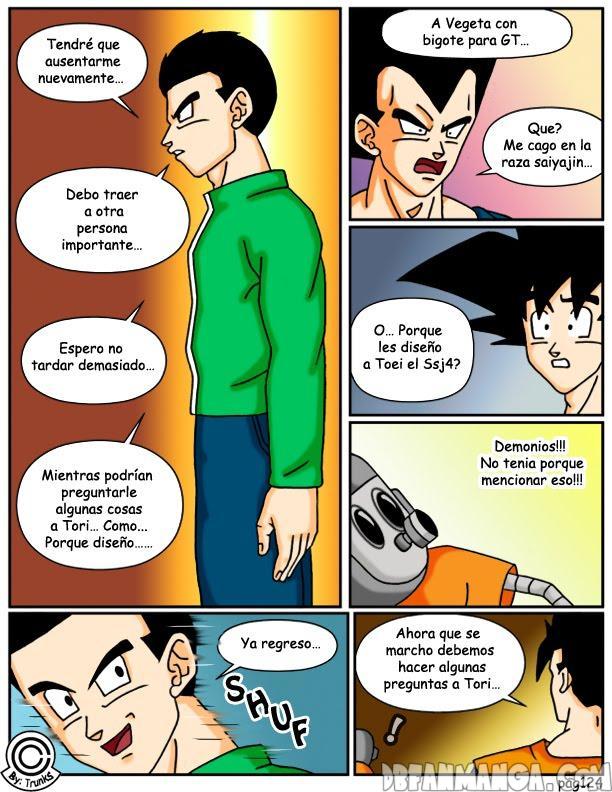 Tendré que
ausentarme
nuevamente...
Debo traer
a otra
persona
importante...
Espero no
tardar demasiado...
Mientras podrían
preguntarle
algunas cosas
a Tori... Como...
Porque diseño......
A Vegeta con
bigote para GT...
Que?
Me cago en la
raza saiyajin...
O... Porque
les diseño
a Toei el Ssj4?
Demonios!!!
No tenia porque
mencionar eso!!!
Ya regreso...
SHUF
Ahora que se
marcho debemos
hacer algunas
preguntas a Tori...
!
©
By: Trunks
pag124
DBFANMANGA.COM